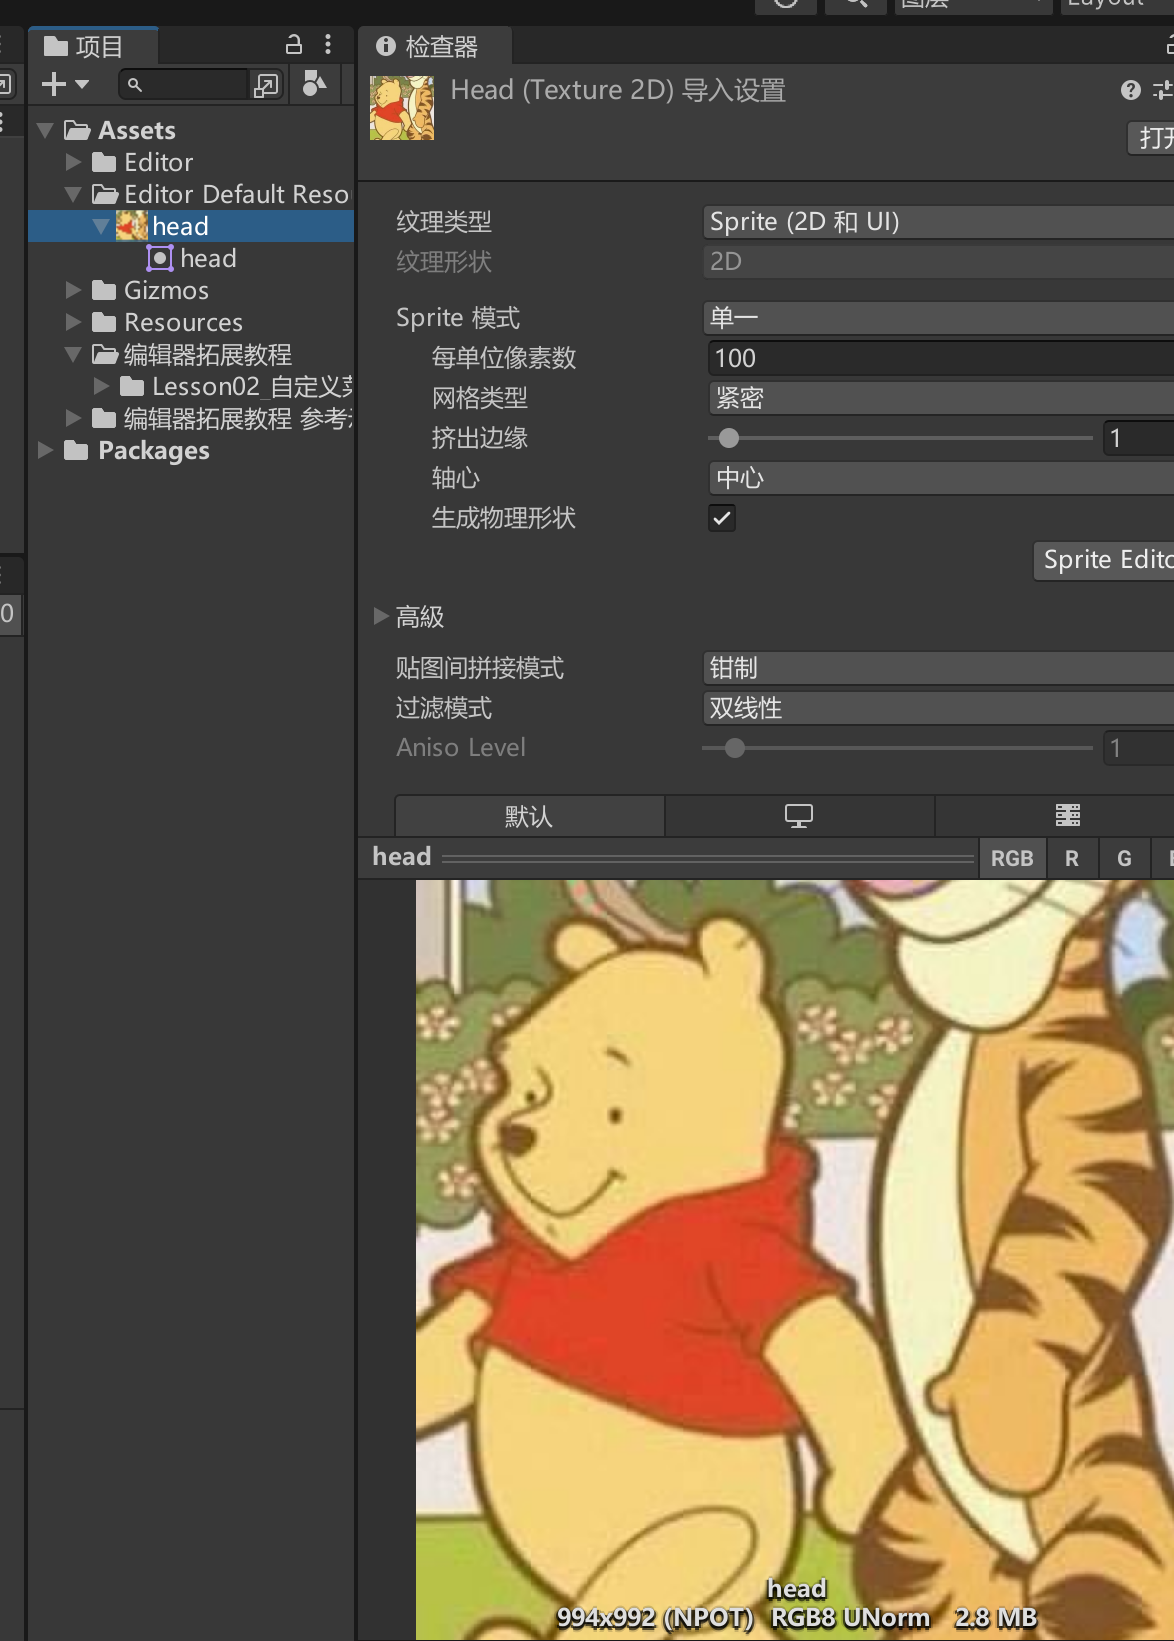 Layout
项目
Assets
Editor
Editor Default Reso
head
head
Gizmos
Resources
编辑器拓展教程
Lesson02_自定义
编辑器拓展教程 参考
Packages
0
检查器
Head (Texture 2D) 导入设置
打开
纹理类型 Sprite (2D 和 UI)
纹理形状 2D
Sprite 模式 单一
每单位像素数 100
网格类型 紧密
挤出边缘 1
轴心 中心
生成物理形状
Sprite Edito
高級
贴图间拼接模式 钳制
过滤模式 双线性
Aniso Level 1
默认
head RGB R G
head
994x992 (NPOT) RGB8 UNorm 2.8 MB